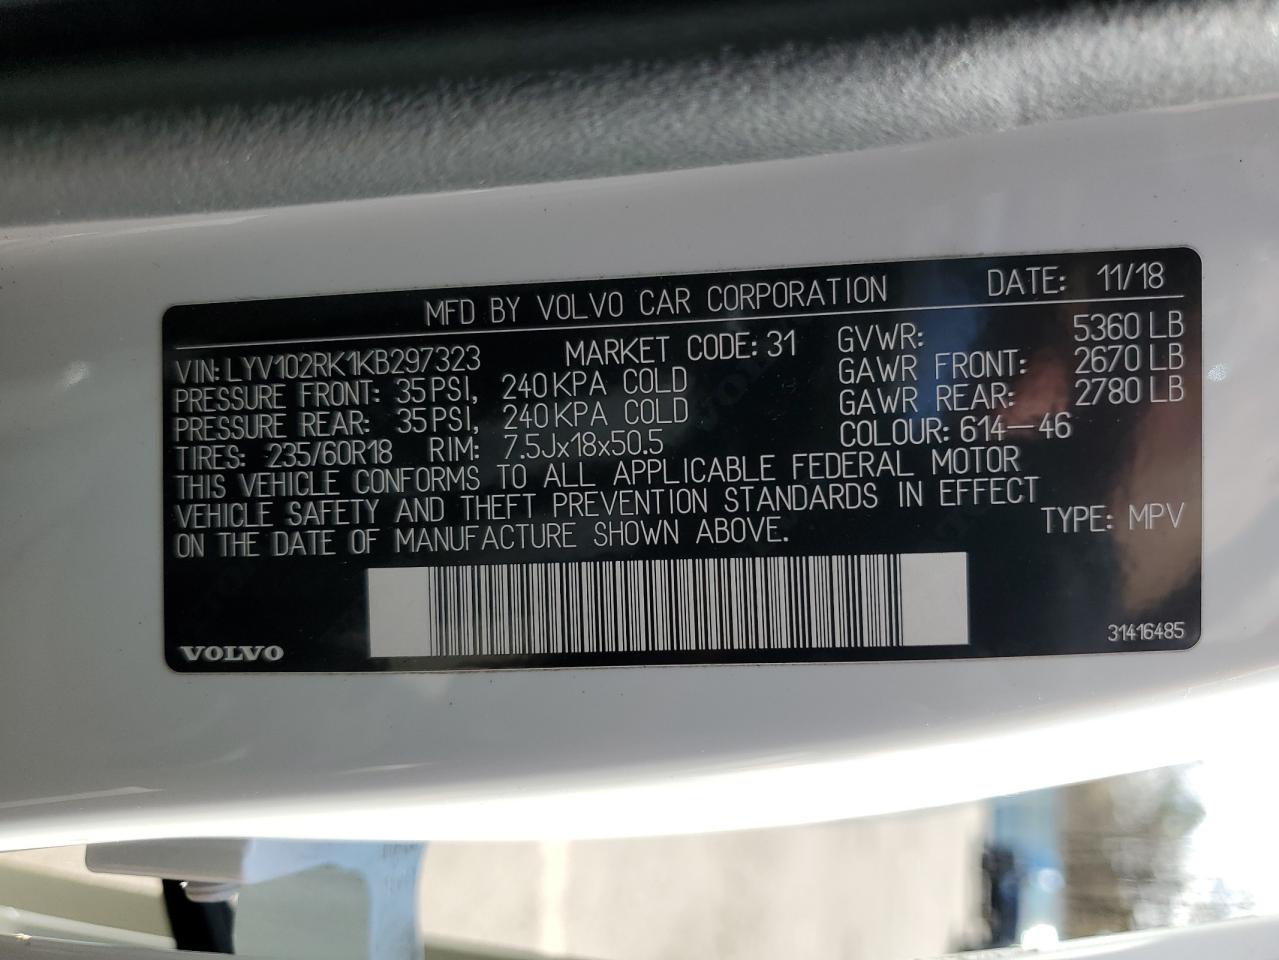 MFD BY VOLVO CAR CORPORATION DATE: 11/18
VIN: LYV102RK1KB297323 MARKET CODE: 31 GVWR: 5360 LB
PRESSURE FRONT: 35 PSI, 240 KPA COLD GAWR FRONT: 2670 LB
PRESSURE REAR: 35 PSI, 240 KPA COLD GAWR REAR: 2780 LB
TIRES: 235/60R18 RIM: 7.5Jx18x50.5 COLOUR: 614-46
THIS VEHICLE CONFORMS TO ALL APPLICABLE FEDERAL MOTOR
VEHICLE SAFETY AND THEFT PREVENTION STANDARDS IN EFFECT
ON THE DATE OF MANUFACTURE SHOWN ABOVE. TYPE: MPV
VOLVO 31416485